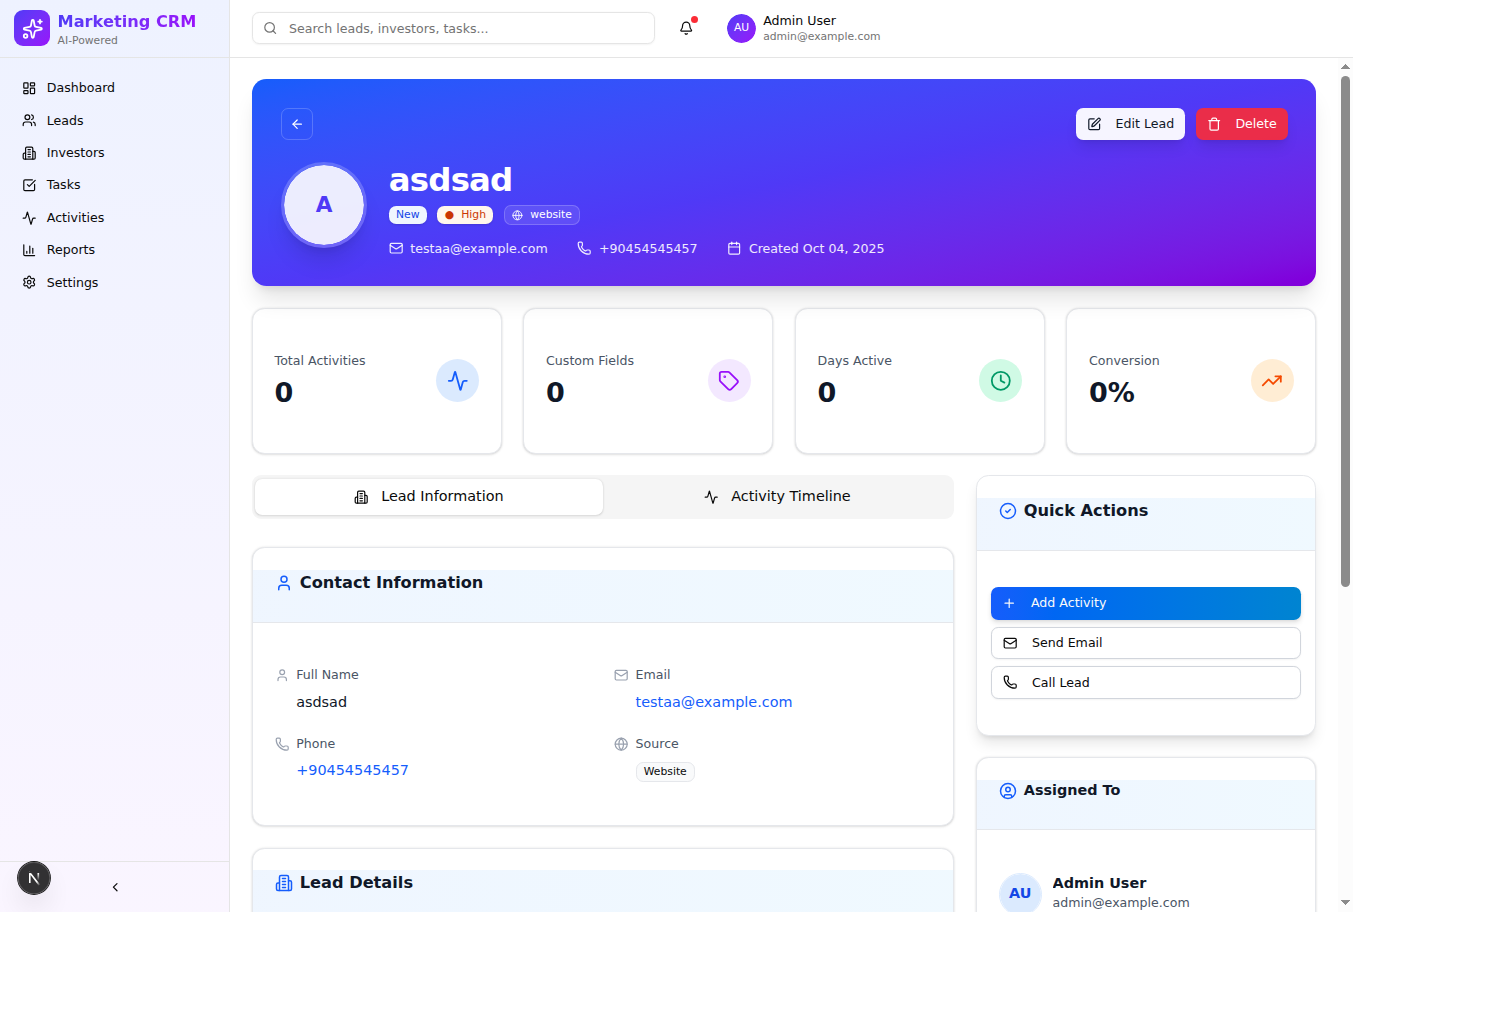 Marketing CRM
AI-Powered
Search leads, investors, tasks...
AU
Admin User
admin@example.com
Dashboard
Leads
Investors
Tasks
Activities
Reports
Settings
N
Edit Lead
Delete
A
asdsad
New
High
website
testaa@example.com
+90454545457
Created Oct 04, 2025
Total Activities
0
Custom Fields
0
Days Active
0
Conversion
0%
Lead Information
Activity Timeline
Contact Information
Full Name
asdsad
Email
testaa@example.com
Phone
+90454545457
Source
Website
Lead Details
Quick Actions
Add Activity
Send Email
Call Lead
Assigned To
AU
Admin User
admin@example.com